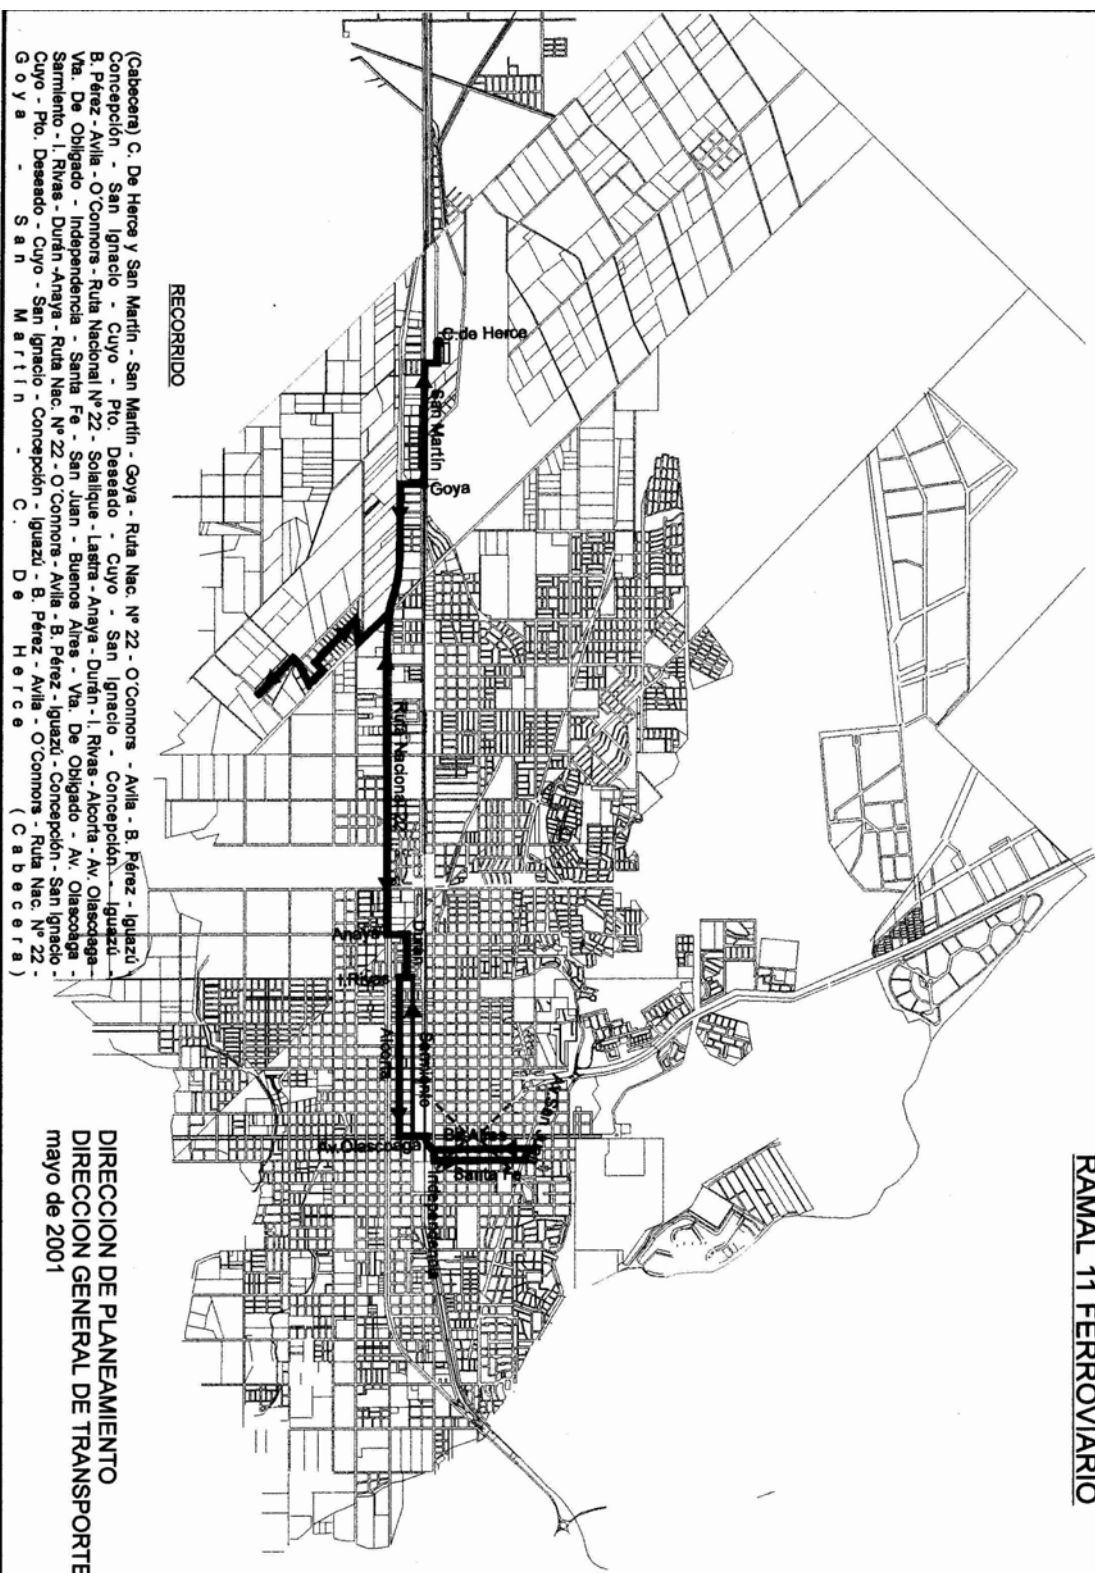 RAMAL 11 FERROVIARIO
C.de Herce
San Martín
Goya
Ruta Nacional 22
Anaya
Durán
I.Rivas
Sarmiento
Alcorta
Av.Olascoaga
Bs.Aires
Santa Fe
Independencia
Av.San
RECORRIDO
(Cabecera) C. De Herce y San Martín - San Martín - Goya - Ruta Nac. Nº 22 - O´Connors - Avila - B. Pérez - Iguazú -
Concepción - San Ignacio - Cuyo - Pto. Deseado - Cuyo - San Ignacio - Concepción - Iguazú -
B. Pérez - Avila - O´Connors - Ruta Nacional Nº 22 - Solalique - Lastra - Anaya - Durán - I. Rivas - Alcorta - Av. Olascoaga -
Vta. De Obligado - Independencia - Santa Fe - San Juan - Buenos Aires - Vta. De Obligado - Av. Olascoaga -
Sarmiento - I. Rivas - Durán -Anaya - Ruta Nac. Nº 22 - O´Connors - Avila - B. Pérez - Iguazú - Concepción - San Ignacio -
Cuyo - Pto. Deseado - Cuyo - San Ignacio - Concepción - Iguazú - B. Pérez - Avila - O´Connors - Ruta Nac. Nº 22 -
Goya - San Martín - C. De Herce (Cabecera)
DIRECCION DE PLANEAMIENTO
DIRECCION GENERAL DE TRANSPORTE
mayo de 2001